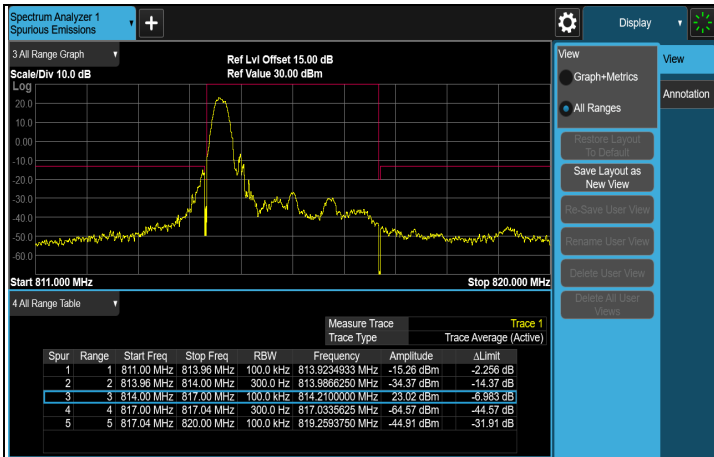 Spectrum Analyzer 1
Spurious Emissions
+
Display
3 All Range Graph
Ref Lvl Offset 15.00 dB
Scale/Div 10.0 dB
Ref Value 30.00 dBm
Log
20.0
10.0
0.00
-10.0
-20.0
-30.0
-40.0
-50.0
-60.0
Start 811.000 MHz
Stop 820.000 MHz
View
Graph+Metrics
All Ranges
Restore Layout
To Default
Save Layout as
New View
Re-Save User View
Rename User View
Delete User View
Delete All User
Views
View
Annotation
4 All Range Table
Measure Trace Trace 1
Trace Type Trace Average (Active)
Spur Range Start Freq Stop Freq RBW Frequency Amplitude ΔLimit
1 1 811.00 MHz 813.96 MHz 100.0 kHz 813.9234933 MHz -15.26 dBm -2.256 dB
2 2 813.96 MHz 814.00 MHz 300.0 Hz 813.9866250 MHz -34.37 dBm -14.37 dB
3 3 814.00 MHz 817.00 MHz 100.0 kHz 814.2100000 MHz 23.02 dBm -6.983 dB
4 4 817.00 MHz 817.04 MHz 300.0 Hz 817.0335625 MHz -64.57 dBm -44.57 dB
5 5 817.04 MHz 820.00 MHz 100.0 kHz 819.2593750 MHz -44.91 dBm -31.91 dB